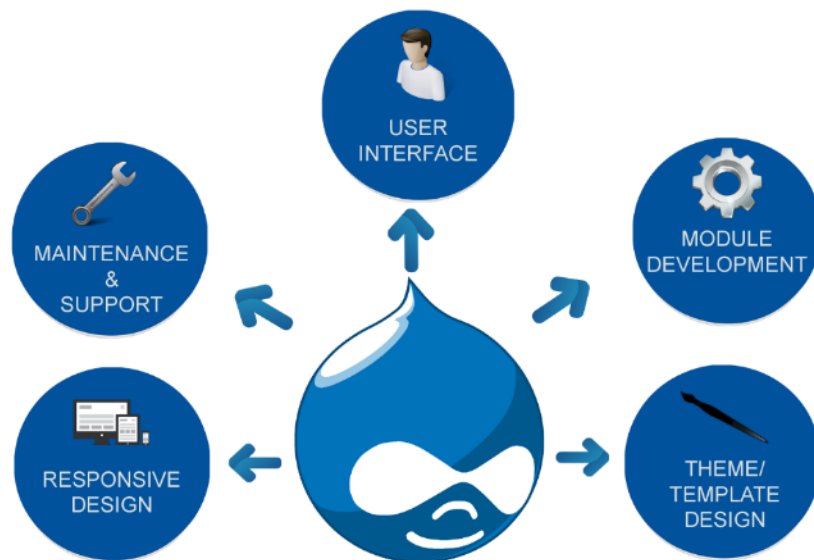 USER
INTERFACE
MAINTENANCE
&
SUPPORT
MODULE
DEVELOPMENT
RESPONSIVE
DESIGN
THEME/
TEMPLATE
DESIGN